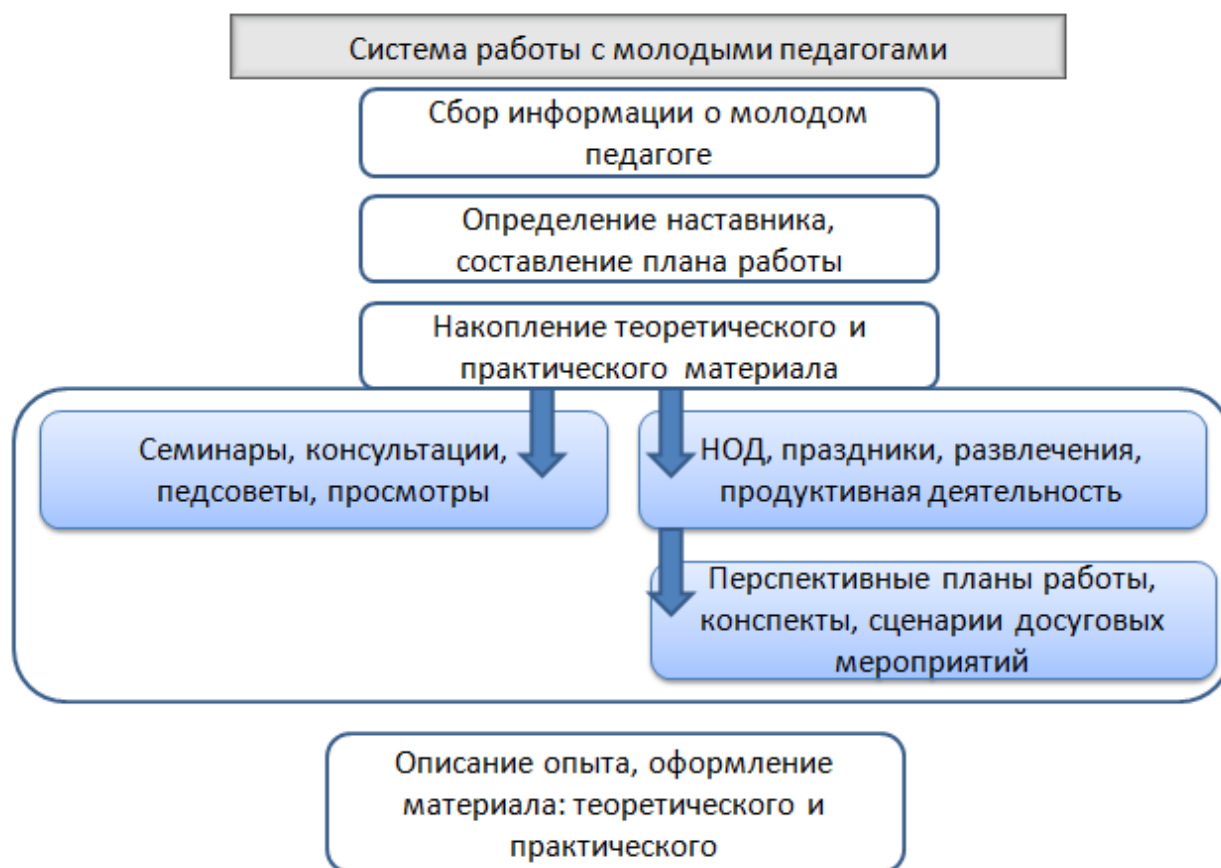 Система работы с молодыми педагогами
Сбор информации о молодом
педагоге
Определение наставника,
составление плана работы
Накопление теоретического и
практического материала
Семинары, консультации,
педсоветы, просмотры
НОД, праздники, развлечения,
продуктивная деятельность
Перспективные планы работы,
конспекты, сценарии досуговых
мероприятий
Описание опыта, оформление
материала: теоретического и
практического